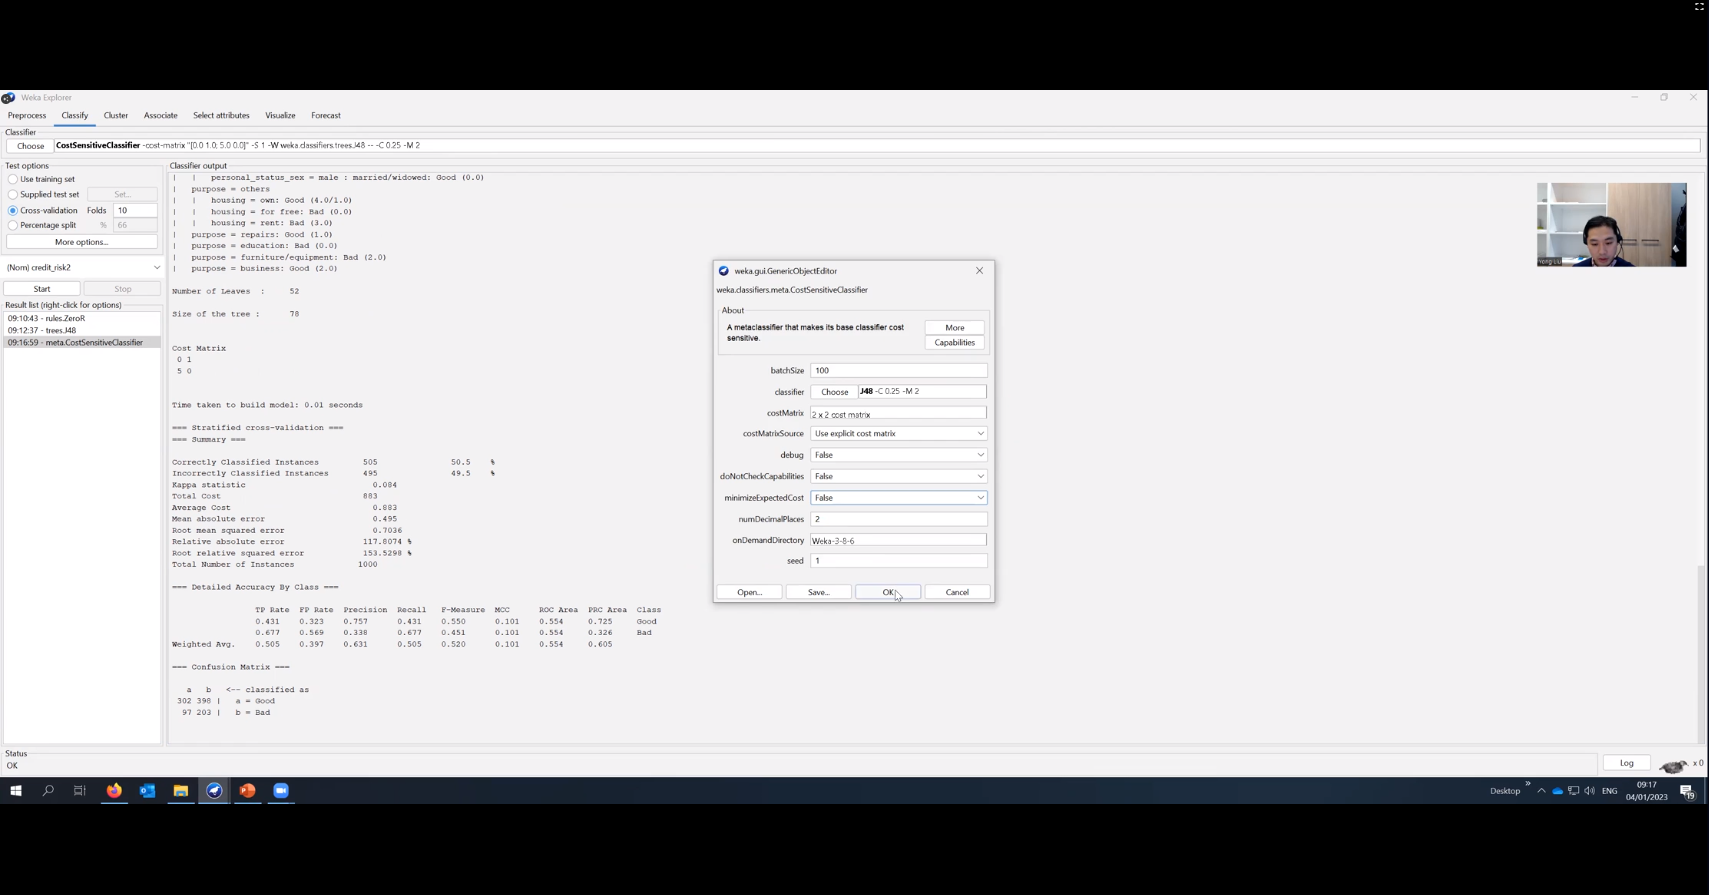 Weka Explorer
Preprocess Classify Cluster Associate Select attributes Visualize Forecast
Classifier
Choose CostSensitiveClassifier -cost-matrix "[0.0 1.0; 5.0 0.0]" -S 1 -W weka.classifiers.trees.J48 -- -C 0.25 -M 2
Test options
Use training set
Supplied test set Set...
Cross-validation Folds 10
Percentage split % 66
More options...
(Nom) credit_risk2
Start Stop
Result list (right-click for options)
09:10:43 - rules.ZeroR
09:12:37 - trees.J48
09:16:59 - meta.CostSensitiveClassifier
Classifier output
| | personal_status_sex = male : married/widowed: Good (0.0)
| purpose = others
| | housing = own: Good (4.0/1.0)
| | housing = for free: Bad (0.0)
| | housing = rent: Bad (3.0)
| purpose = repairs: Good (1.0)
| purpose = education: Bad (0.0)
| purpose = furniture/equipment: Bad (2.0)
| purpose = business: Good (2.0)
Number of Leaves : 52
Size of the tree : 78
Cost Matrix
0 1
5 0
Time taken to build model: 0.01 seconds
=== Stratified cross-validation ===
=== Summary ===
Correctly Classified Instances 505 50.5 %
Incorrectly Classified Instances 495 49.5 %
Kappa statistic 0.084
Total Cost 883
Average Cost 0.883
Mean absolute error 0.495
Root mean squared error 0.7036
Relative absolute error 117.8074 %
Root relative squared error 153.5298 %
Total Number of Instances 1000
=== Detailed Accuracy By Class ===
TP Rate FP Rate Precision Recall F-Measure MCC ROC Area PRC Area Class
0.431 0.323 0.757 0.431 0.550 0.101 0.554 0.725 Good
0.677 0.569 0.338 0.677 0.451 0.101 0.554 0.326 Bad
Weighted Avg. 0.505 0.397 0.631 0.505 0.520 0.101 0.554 0.605
=== Confusion Matrix ===
a b <-- classified as
302 398 | a = Good
97 203 | b = Bad
weka.gui.GenericObjectEditor
weka.classifiers.meta.CostSensitiveClassifier
About
A metaclassifier that makes its base classifier cost
sensitive.
More
Capabilities
batchSize 100
classifier Choose J48 -C 0.25 -M 2
costMatrix 2 x 2 cost matrix
costMatrixSource Use explicit cost matrix
debug False
doNotCheckCapabilities False
minimizeExpectedCost False
numDecimalPlaces 2
onDemandDirectory Weka-3-8-6
seed 1
Open... Save... OK Cancel
Status
OK
Log x 0
Desktop ENG 09:17
04/01/2023
19